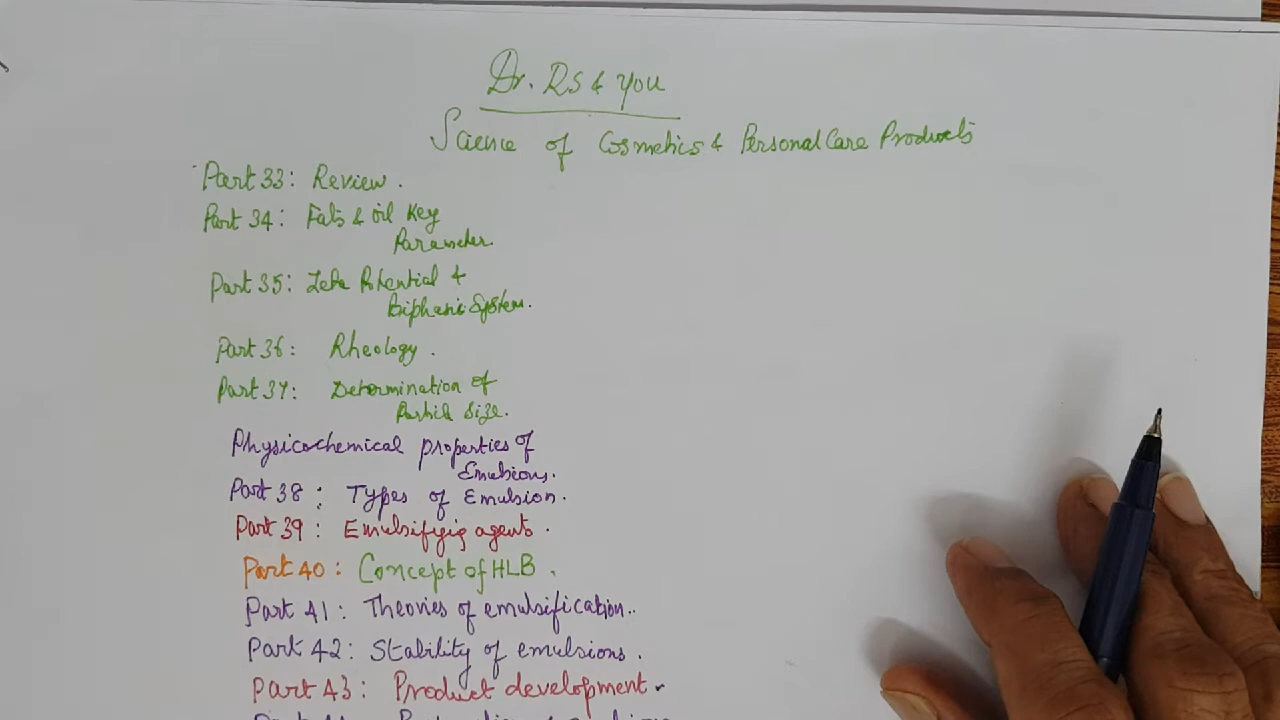 Dr. RS & you
Science of Cosmetics & Personal Care Products
Part 33: Review.
Part 34: Fats & oil Key
Parameter.
Part 35: Zeta Potential &
Biphasic System.
Part 36: Rheology.
Part 37: Determination of
Particle Size.
Physicochemical properties of
Emulsions.
Part 38: Types of Emulsion.
Part 39: Emulsifyig agents.
Part 40: Concept of HLB.
Part 41: Theories of emulsification..
Part 42: Stability of emulsions.
Part 43: Product development.